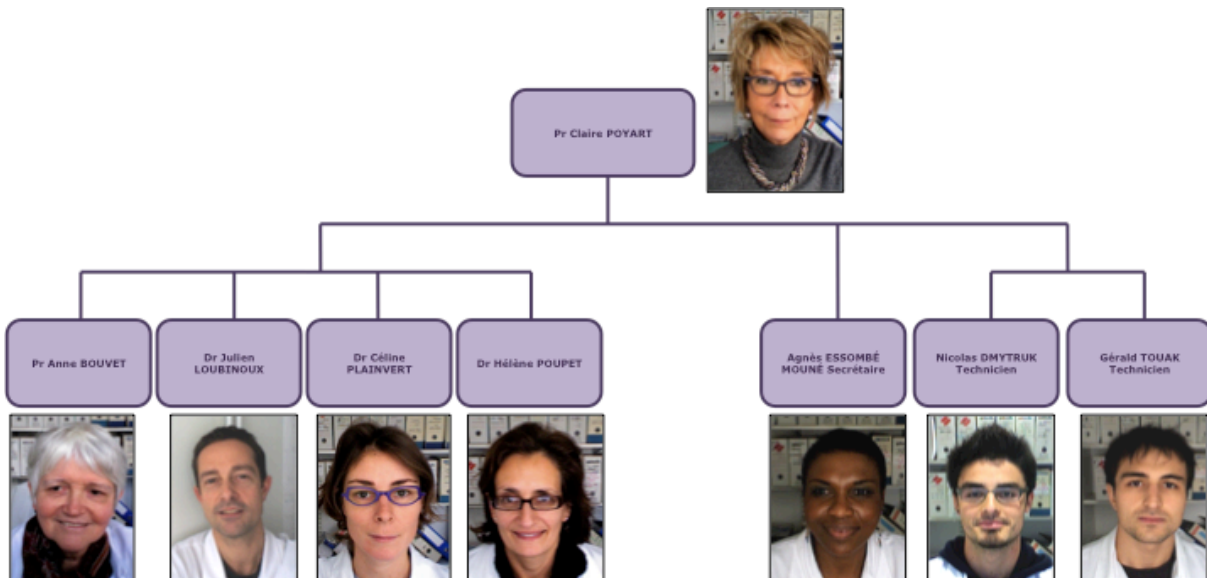 Pr Claire POYART
Pr Anne BOUVET
Dr Julien
LOUBINOUX
Dr Céline
PLAINVERT
Dr Hélène POUPET
Agnès ESSOMBÉ
MOUNÉ Secrétaire
Nicolas DMYTRUK
Technicien
Gérald TOUAK
Technicien